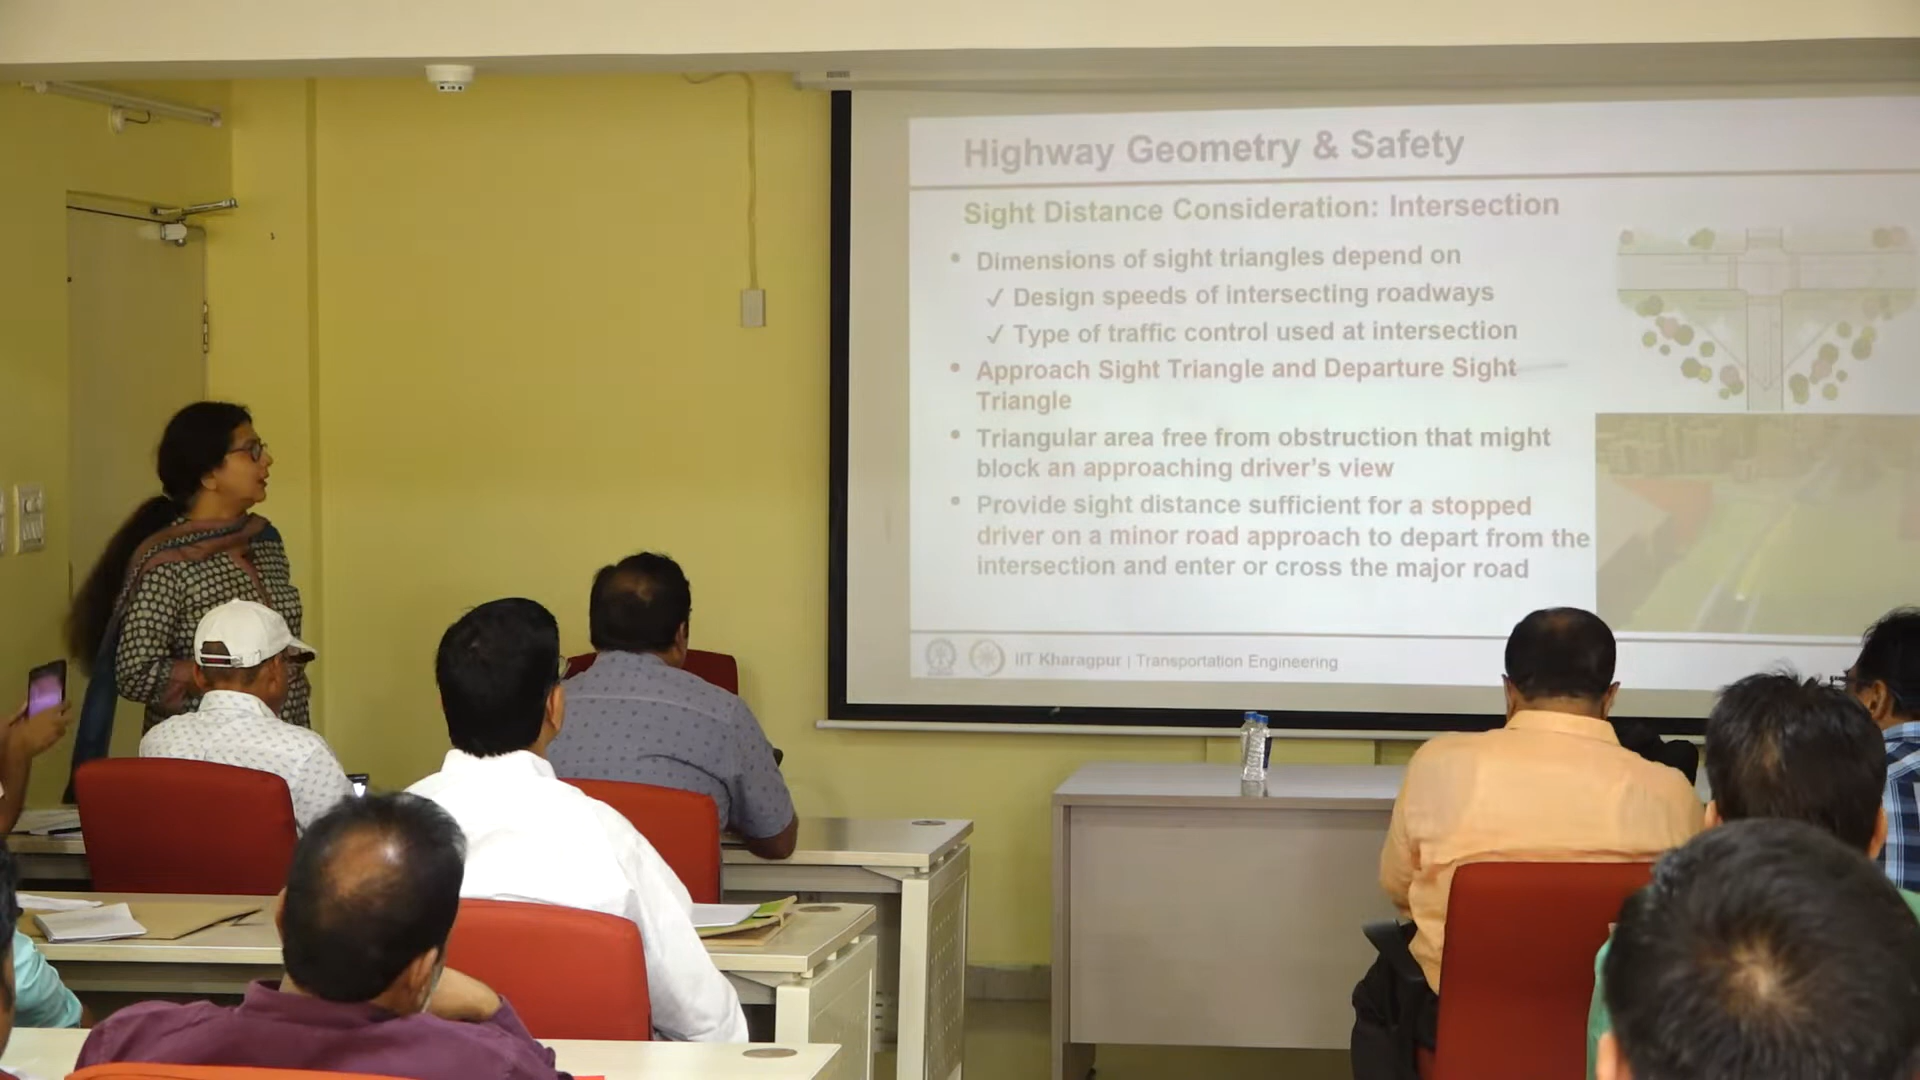 Highway Geometry & Safety
Sight Distance Consideration: Intersection
• Dimensions of sight triangles depend on
✓ Design speeds of intersecting roadways
✓ Type of traffic control used at intersection
• Approach Sight Triangle and Departure Sight
Triangle
• Triangular area free from obstruction that might
block an approaching driver's view
• Provide sight distance sufficient for a stopped
driver on a minor road approach to depart from the
intersection and enter or cross the major road
IIT Kharagpur | Transportation Engineering